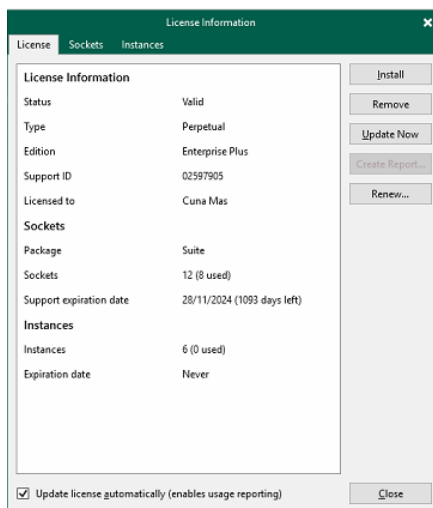 License Information
License Sockets Instances
License Information
Status Valid
Type Perpetual
Edition Enterprise Plus
Support ID 02597905
Licensed to Cuna Mas
Sockets
Package Suite
Sockets 12 (8 used)
Support expiration date 28/11/2024 (1093 days left)
Instances
Instances 6 (0 used)
Expiration date Never
Install
Remove
Update Now
Create Report...
Renew...
Update license automatically (enables usage reporting)
Close